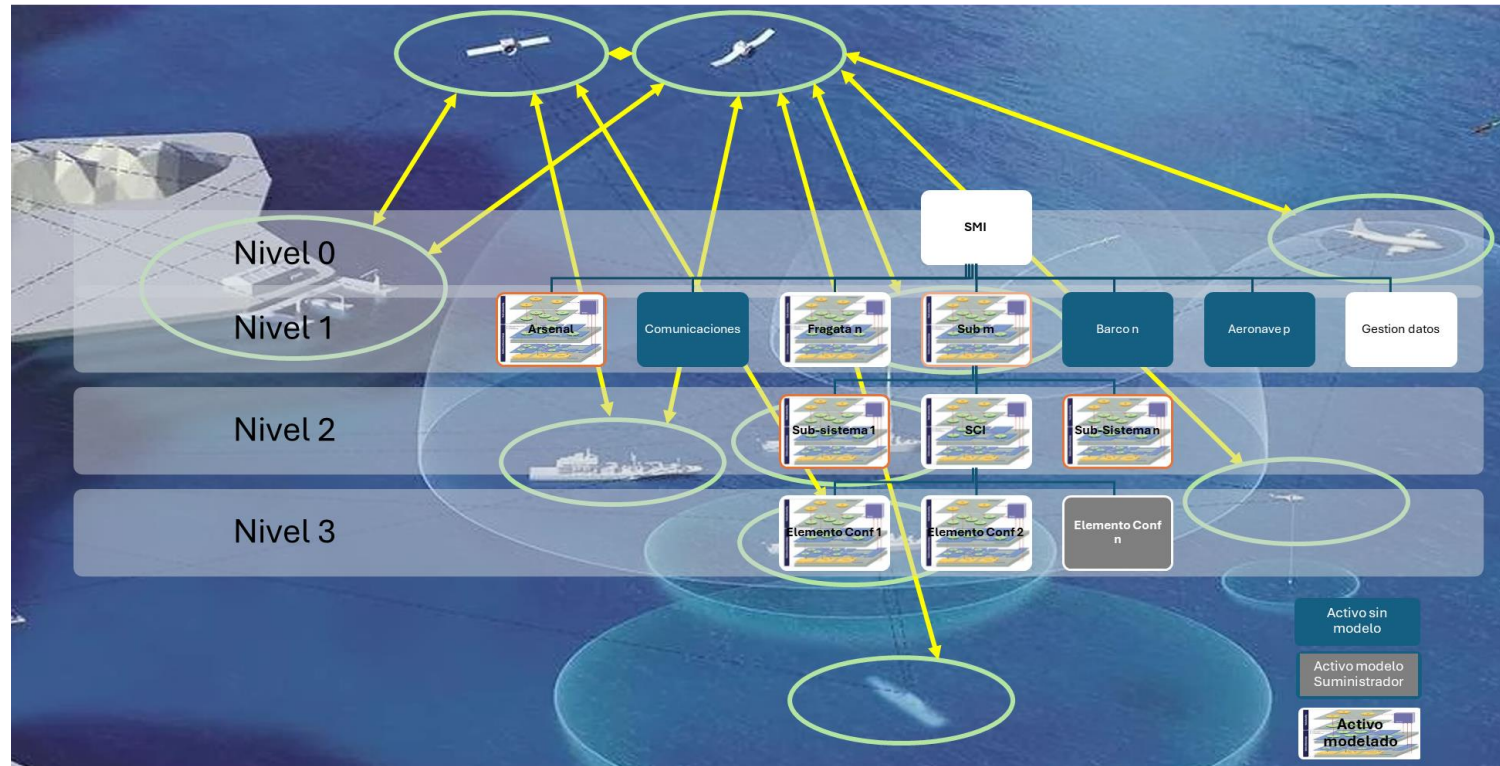 SMI
Nivel 0
Nivel 1
Arsenal
Comunicaciones
Fragata n
Sub m
Barco n
Aeronave p
Gestion datos
Nivel 2
Sub-sistema 1
SCI
Sub-Sistema n
Nivel 3
Elemento Conf 1
Elemento Conf 2
Elemento Conf
n
Activo sin
modelo
Activo modelo
Suministrador
Activo
modelado